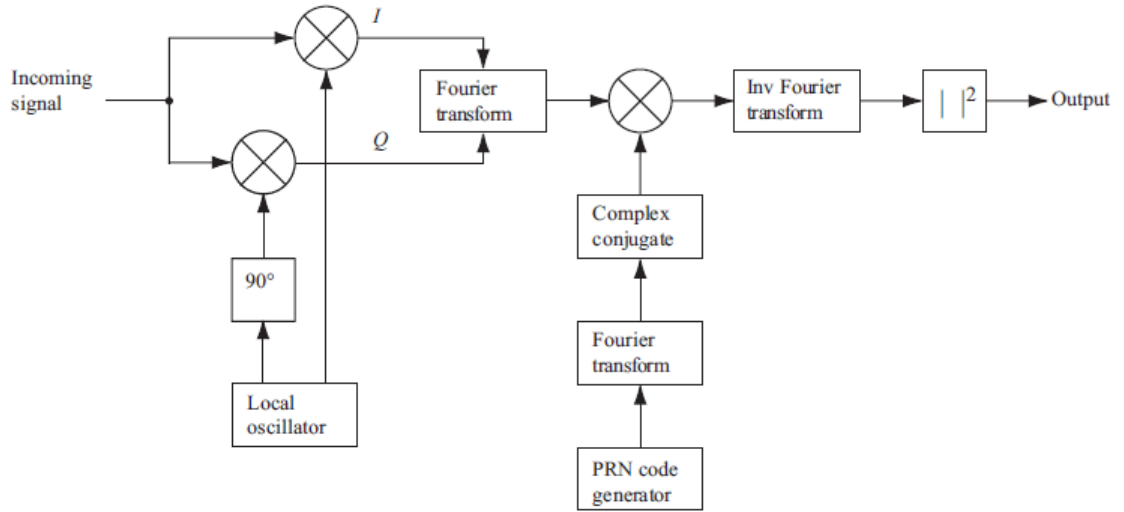 I
Incoming
signal
Fourier
transform
Inv Fourier
transform
| |²
Output
Q
Complex
conjugate
90°
Fourier
transform
Local
oscillator
PRN code
generator